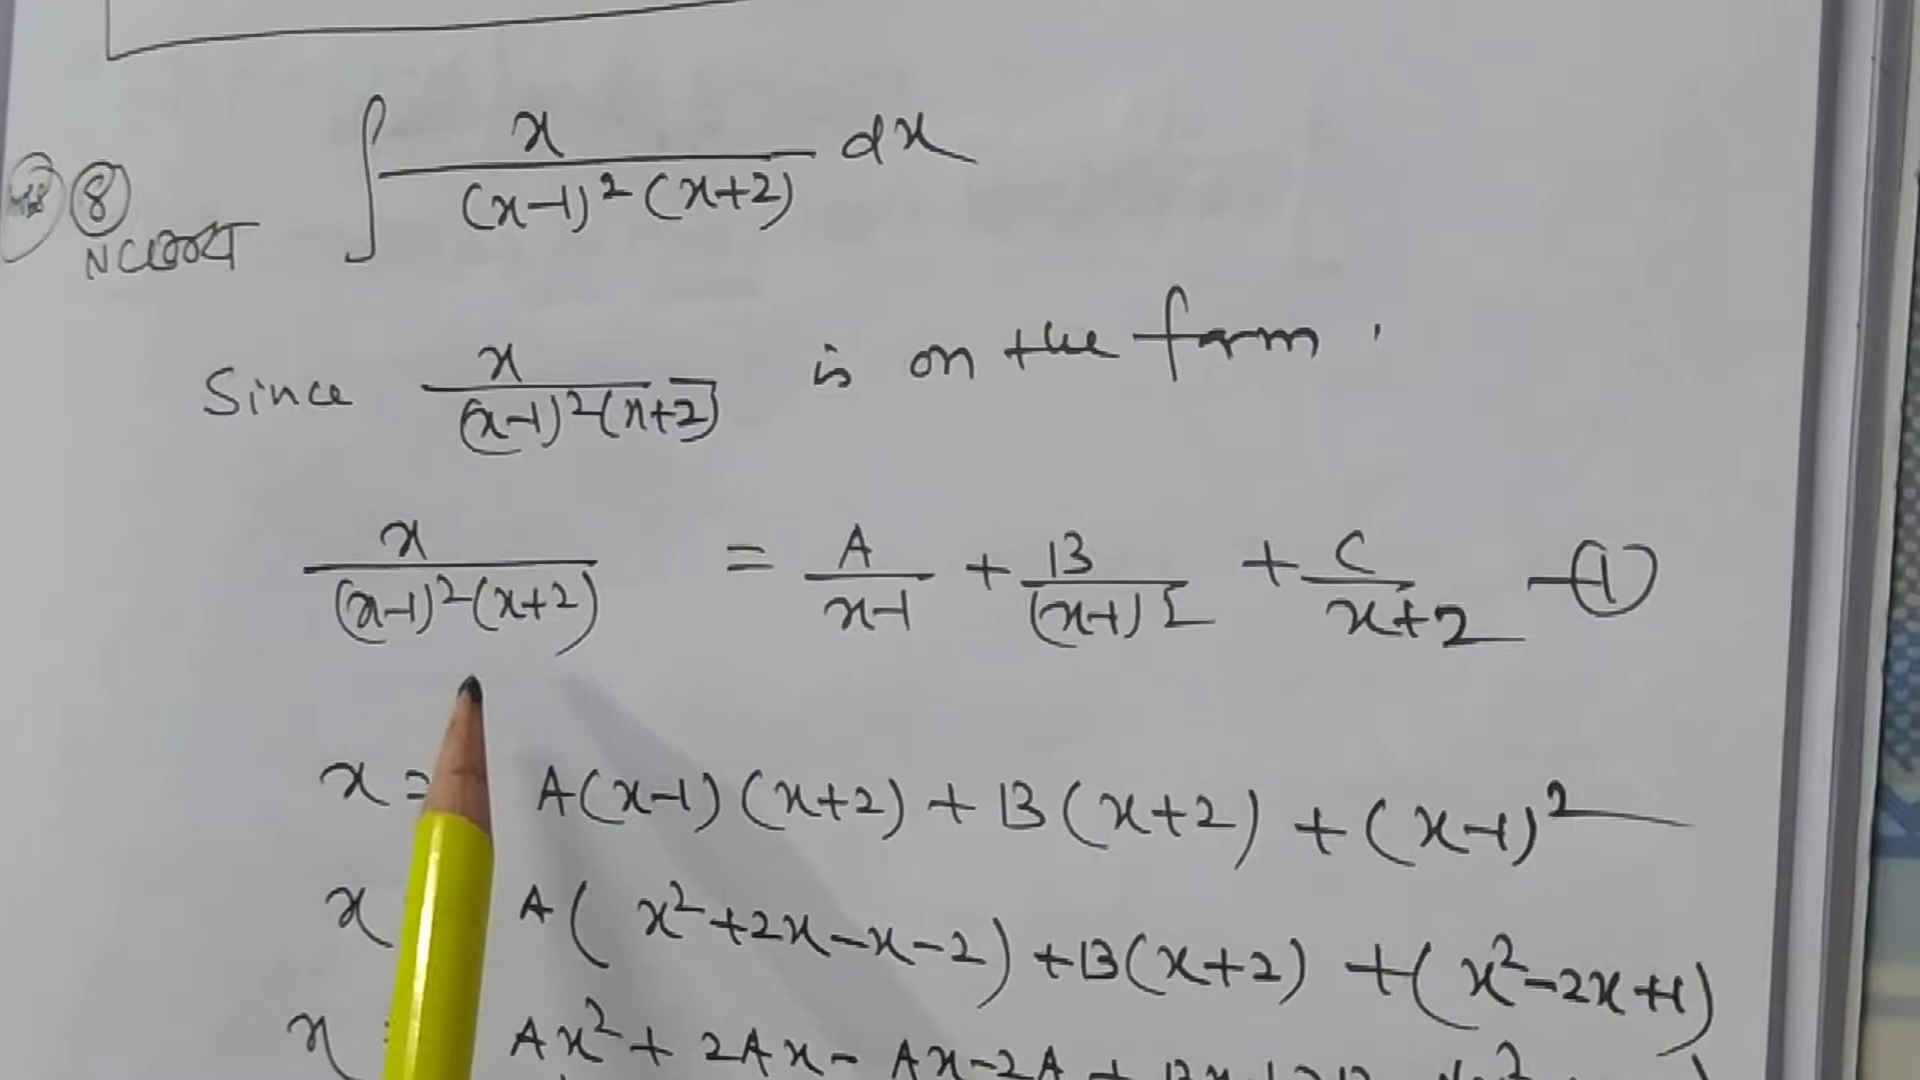 ⑧ ∫ x / (x-1)² (x+2) dx
Since x / (x-1)² (x+2) is on the form.
x / (x-1)² (x+2) = A / x-1 + B / (x-1)² + C / x+2 — ①
x = A(x-1)(x+2) + B(x+2) + (x-1)²
x A(x²+2x-x-2) + B(x+2) + (x²-2x+1)
x Ax² + 2Ax - Ax - 2A +